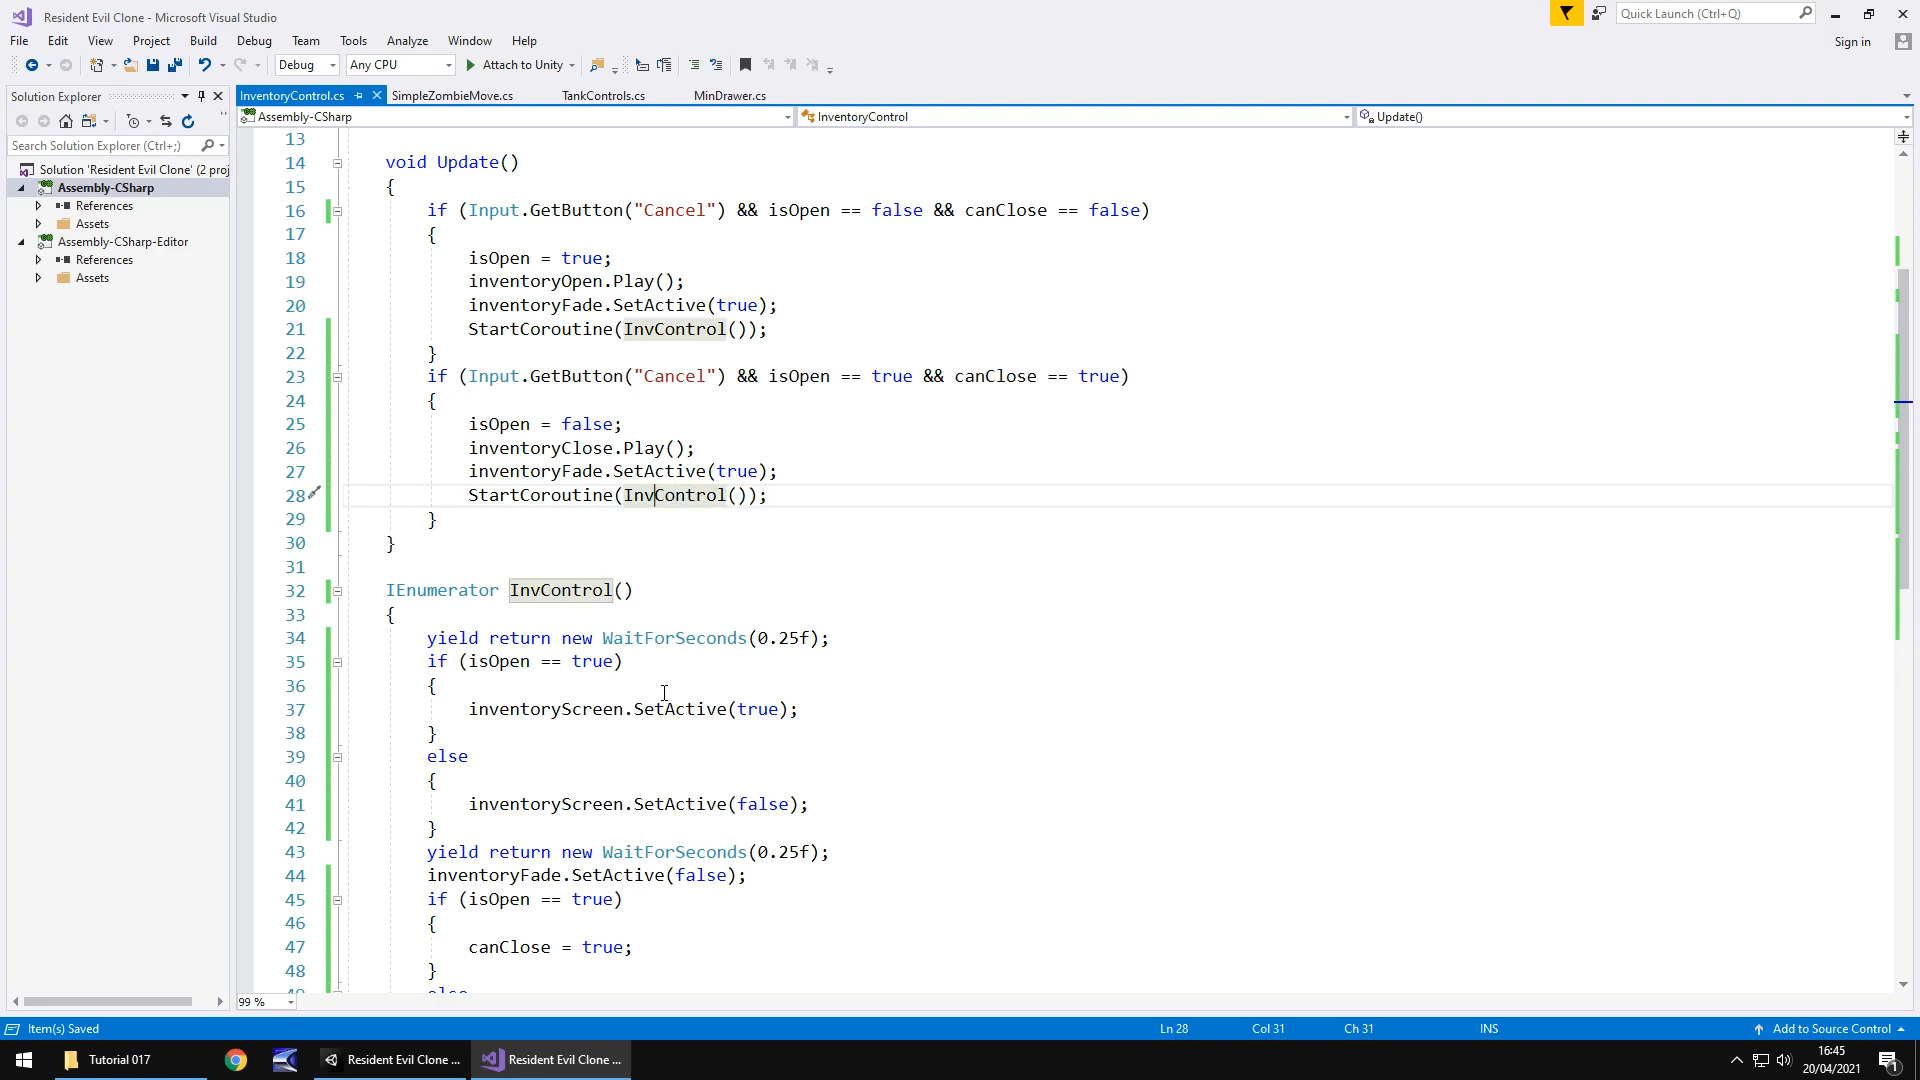 Resident Evil Clone - Microsoft Visual Studio
Quick Launch (Ctrl+Q)
File Edit View Project Build Debug Team Tools Analyze Window Help
Sign in
Debug Any CPU Attach to Unity
Solution Explorer
InventoryControl.cs SimpleZombieMove.cs TankControls.cs MinDrawer.cs
Assembly-CSharp InventoryControl Update()
Search Solution Explorer (Ctrl+;)
Solution 'Resident Evil Clone' (2 proj
Assembly-CSharp
References
Assets
Assembly-CSharp-Editor
References
Assets
13
14 void Update()
15 {
16 if (Input.GetButton("Cancel") && isOpen == false && canClose == false)
17 {
18 isOpen = true;
19 inventoryOpen.Play();
20 inventoryFade.SetActive(true);
21 StartCoroutine(InvControl());
22 }
23 if (Input.GetButton("Cancel") && isOpen == true && canClose == true)
24 {
25 isOpen = false;
26 inventoryClose.Play();
27 inventoryFade.SetActive(true);
28 StartCoroutine(InvControl());
29 }
30 }
31
32 IEnumerator InvControl()
33 {
34 yield return new WaitForSeconds(0.25f);
35 if (isOpen == true)
36 {
37 inventoryScreen.SetActive(true);
38 }
39 else
40 {
41 inventoryScreen.SetActive(false);
42 }
43 yield return new WaitForSeconds(0.25f);
44 inventoryFade.SetActive(false);
45 if (isOpen == true)
46 {
47 canClose = true;
48 }
99 %
Item(s) Saved Ln 28 Col 31 Ch 31 INS Add to Source Control
Tutorial 017 Resident Evil Clone ... Resident Evil Clone ...
16:45
20/04/2021
1